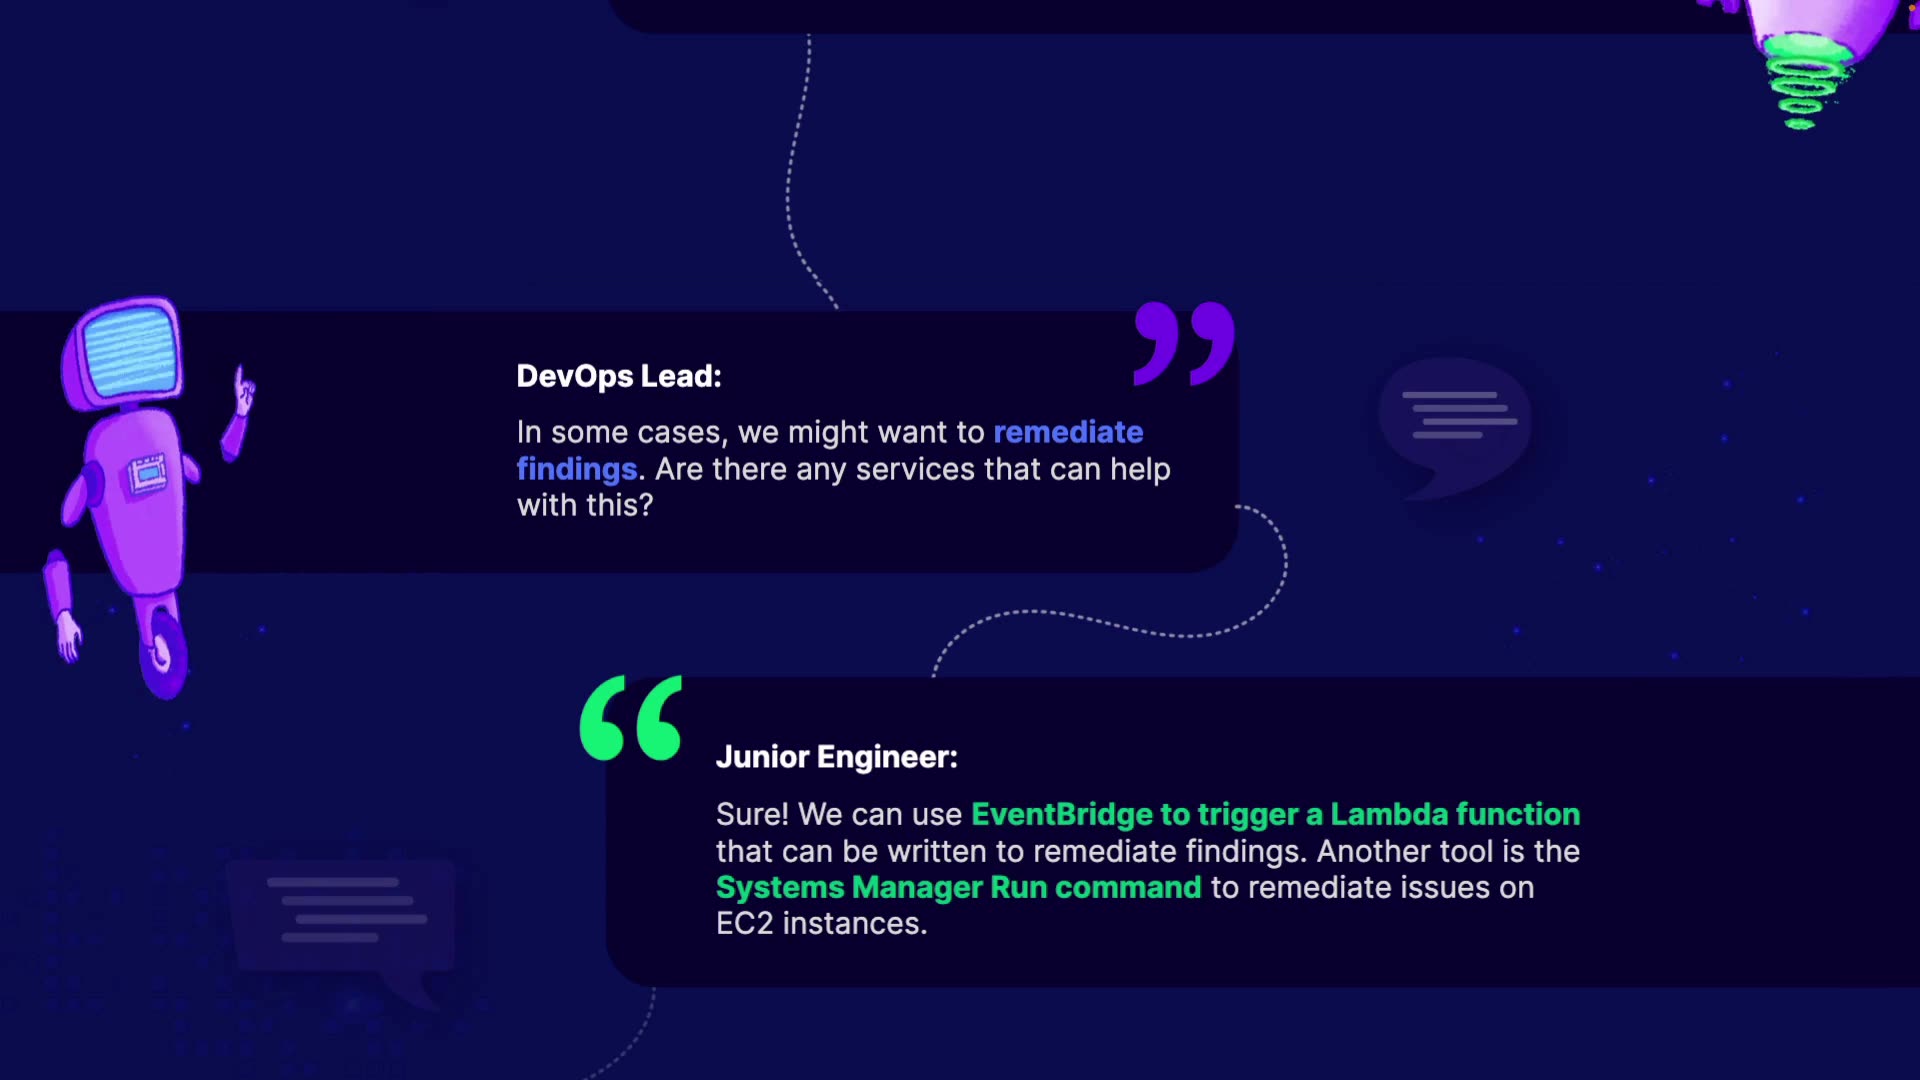 DevOps Lead:
In some cases, we might want to remediate
findings. Are there any services that can help
with this?
Junior Engineer:
Sure! We can use EventBridge to trigger a Lambda function
that can be written to remediate findings. Another tool is the
Systems Manager Run command to remediate issues on
EC2 instances.